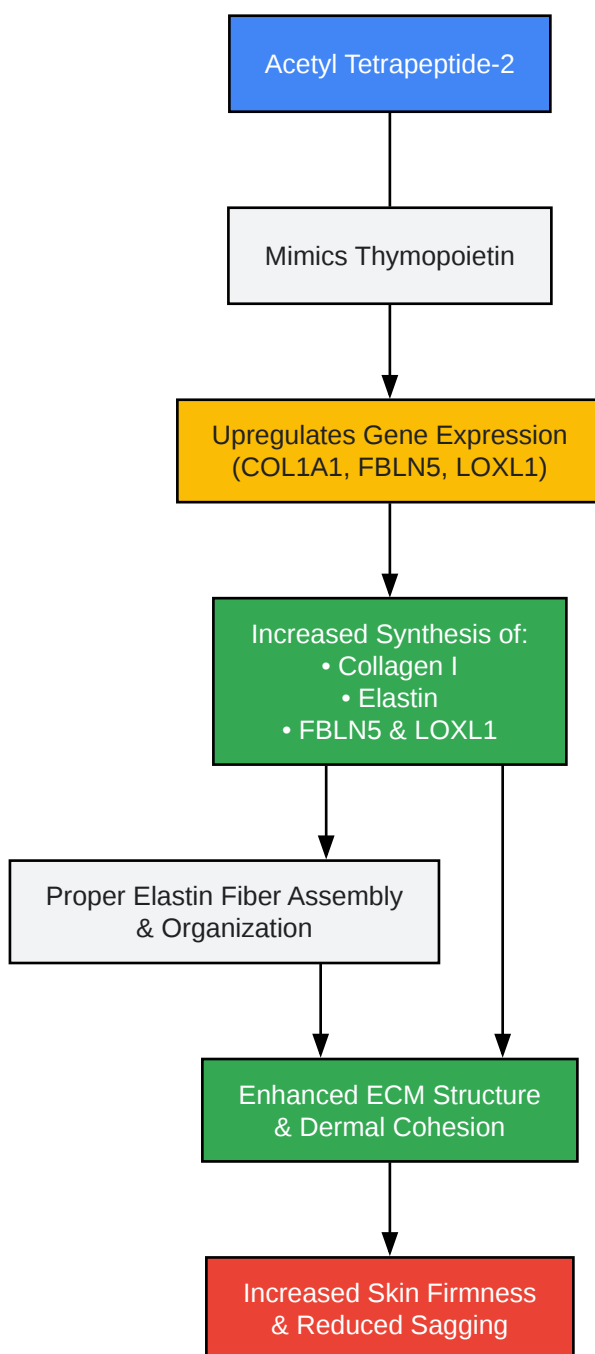 Acetyl Tetrapeptide-2
Mimics Thymopoietin
Upregulates Gene Expression
(COL1A1, FBLN5, LOXL1)
Increased Synthesis of:
• Collagen I
• Elastin
• FBLN5 & LOXL1
Proper Elastin Fiber Assembly
& Organization
Enhanced ECM Structure
& Dermal Cohesion
Increased Skin Firmness
& Reduced Sagging